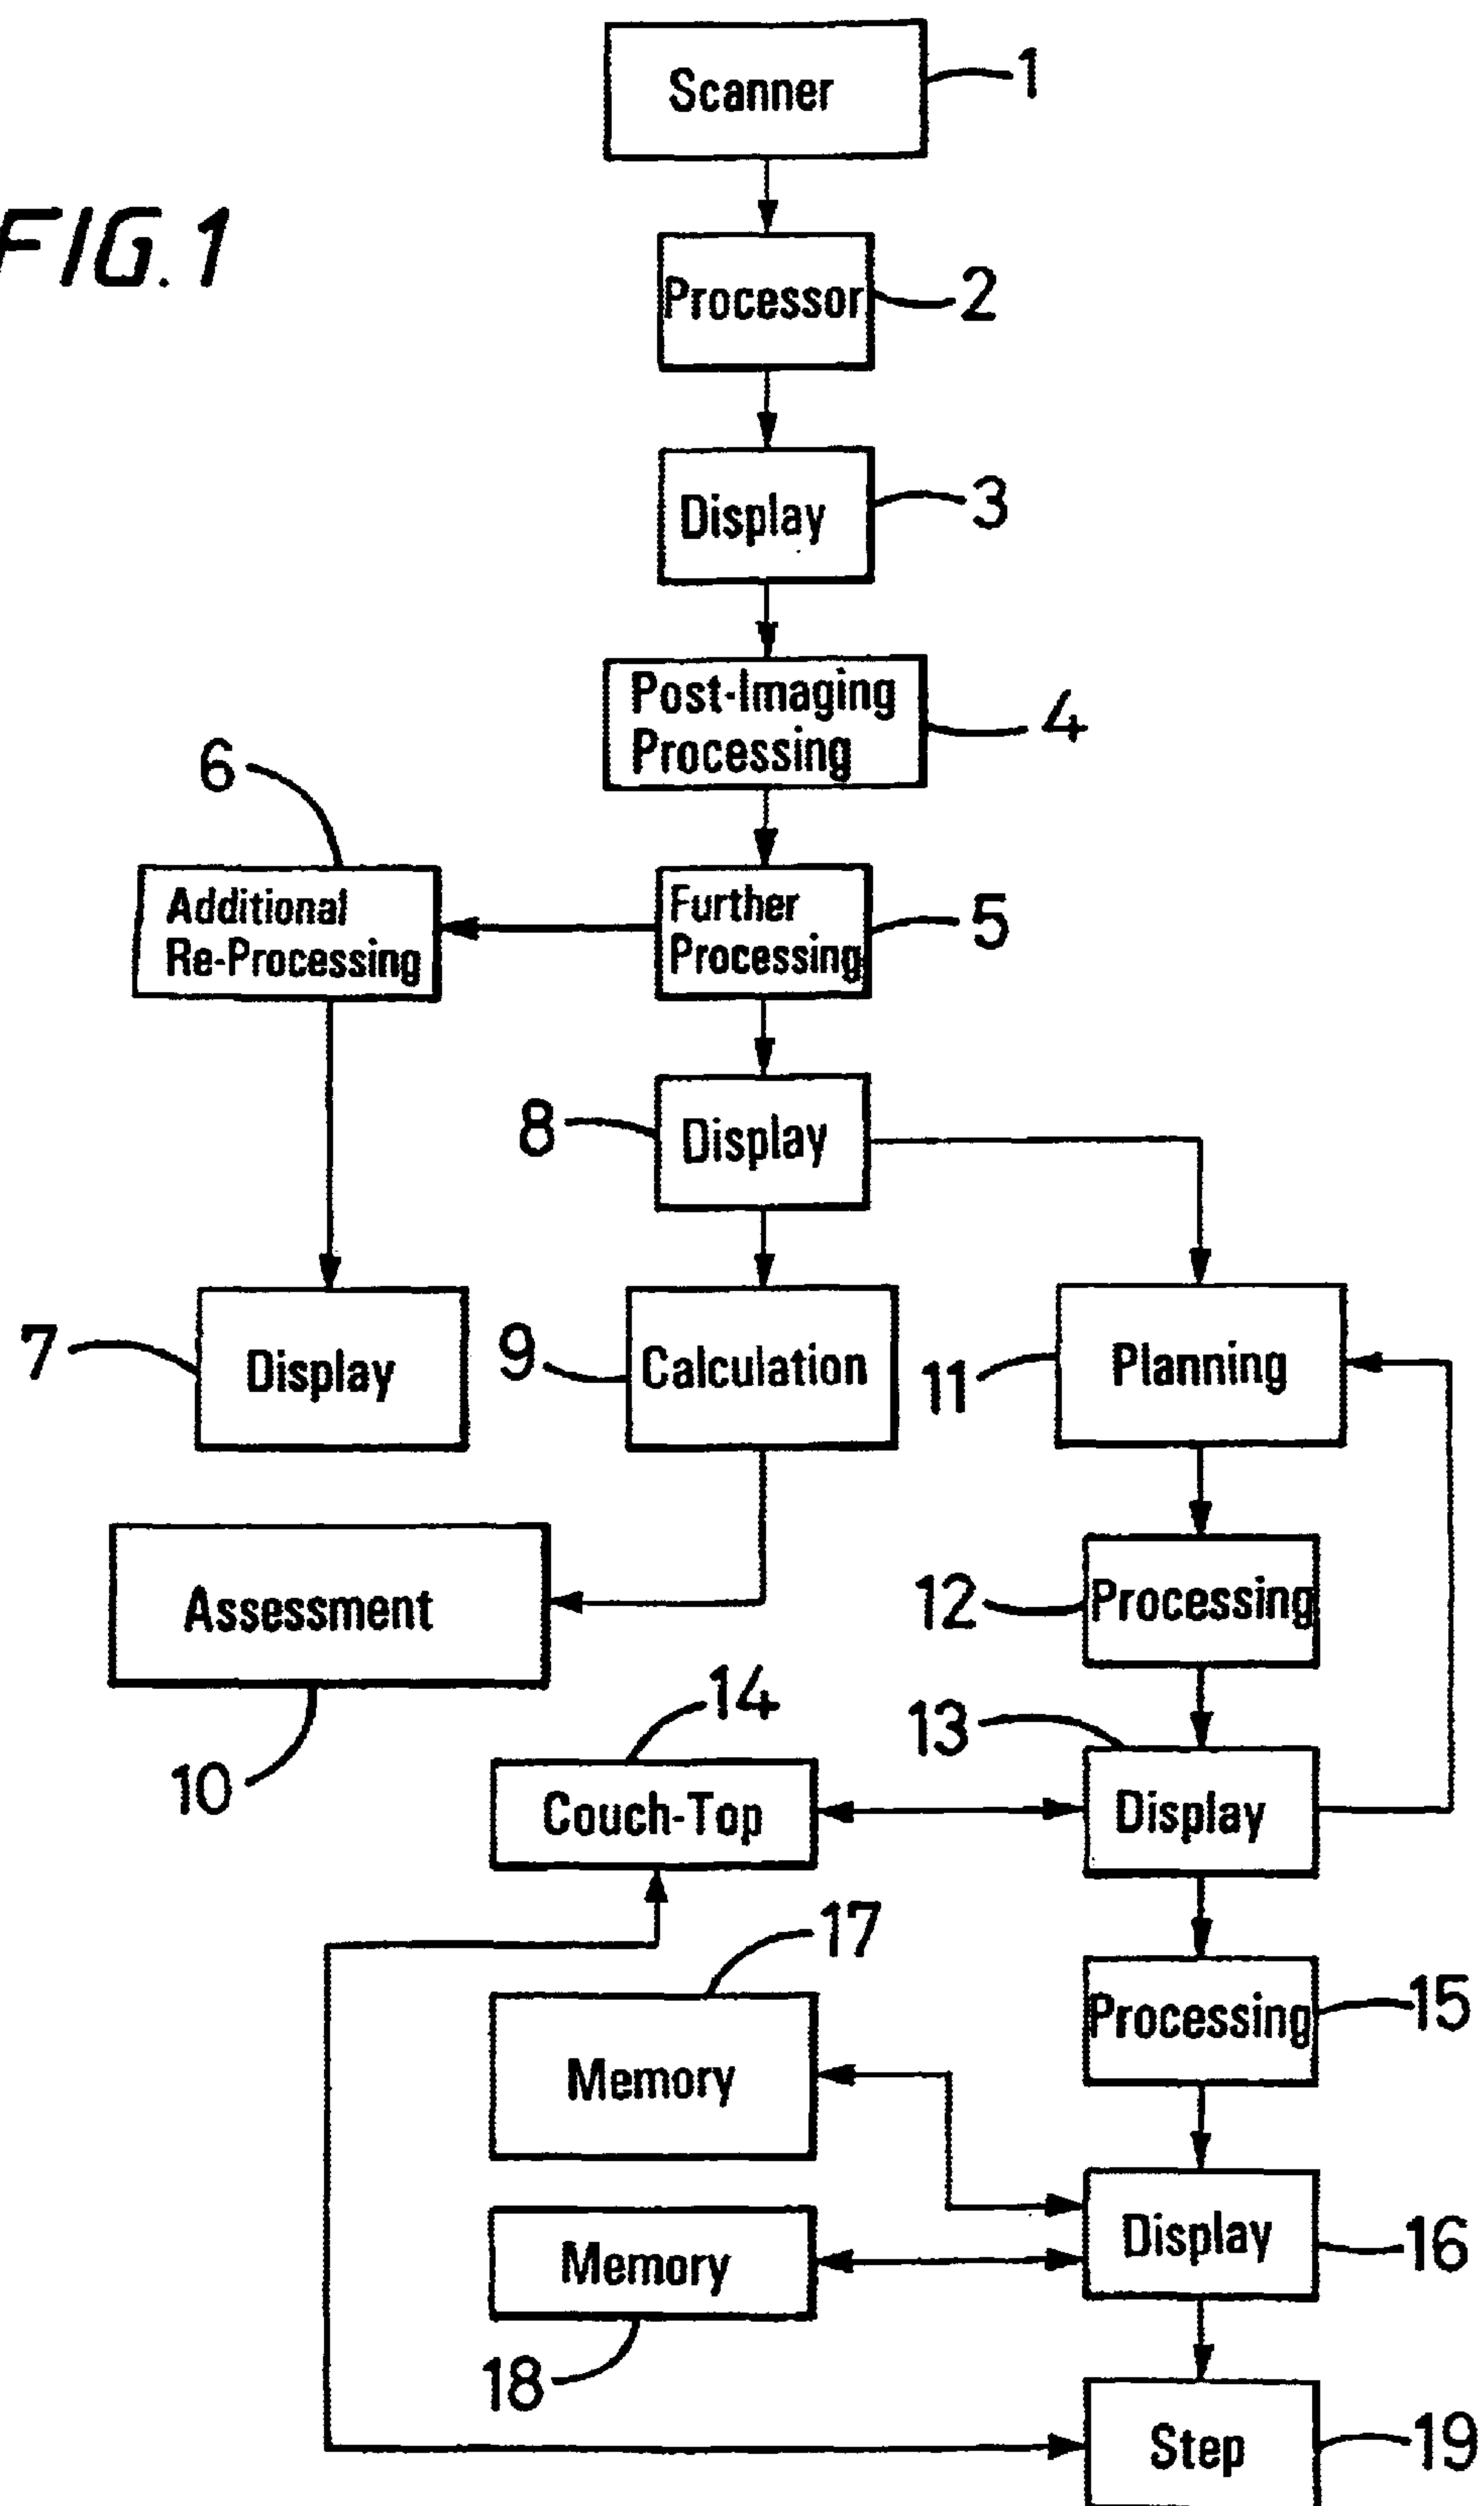 FIG.1
Scanner
1
Processor
2
Display
3
Post-Imaging
Processing
4
6
Additional
Re-Processing
Further
Processing
5
8
Display
7
Display
9
Calculation
11
Planning
Assessment
10
12
Processing
14
13
Couch-Top
Display
17
Memory
Processing
15
Memory
18
Display
16
Step
19